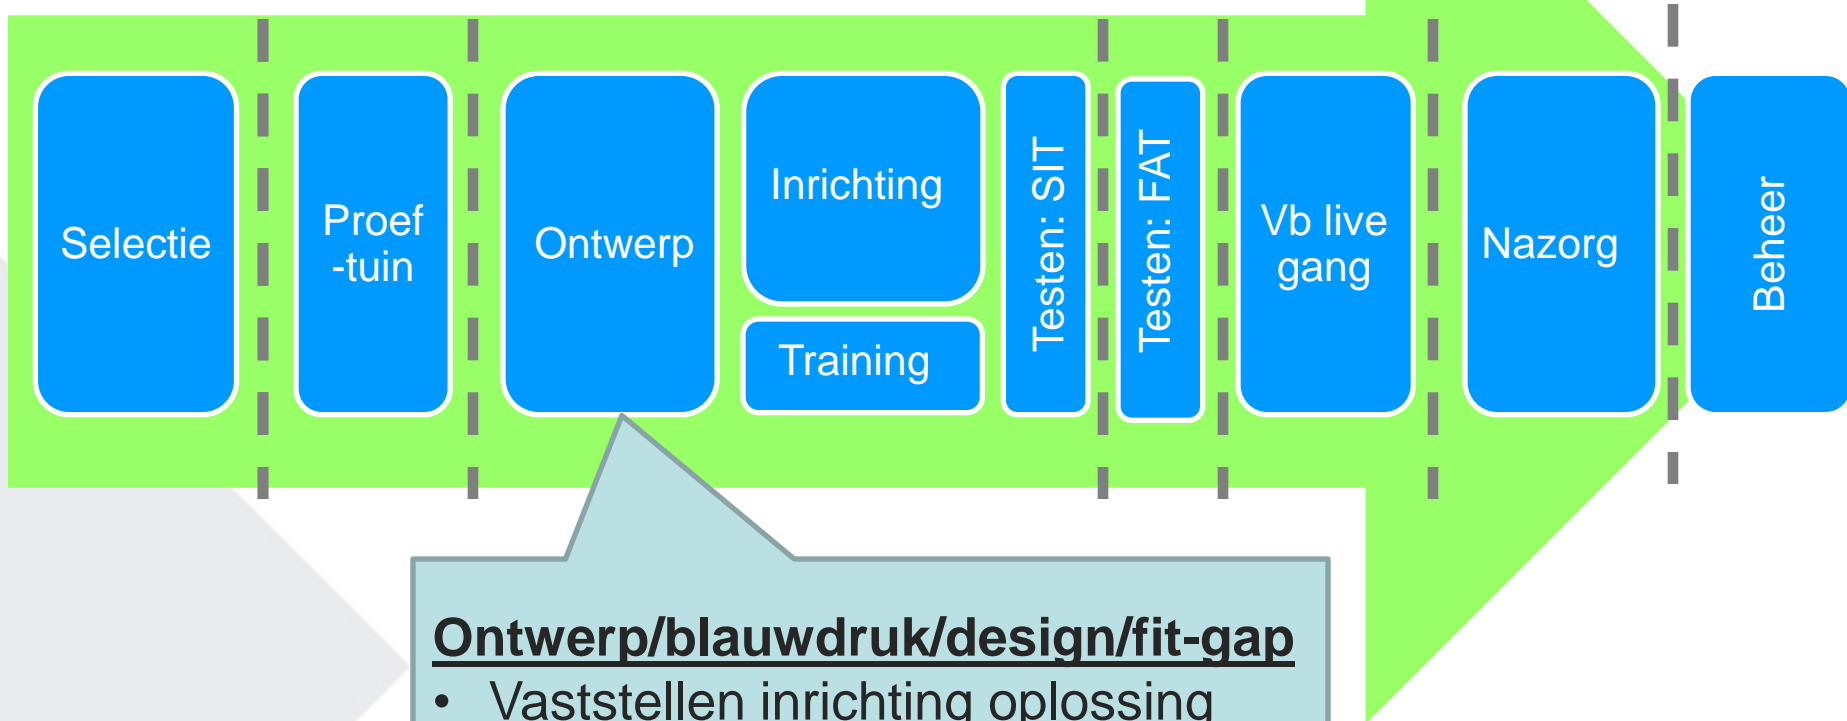 Selectie
Proef
-tuin
Ontwerp
Inrichting
Training
Testen: SIT
Testen: FAT
Vb live
gang
Nazorg
Beheer
Ontwerp/blauwdruk/design/fit-gap
• Vaststellen inrichting oplossing